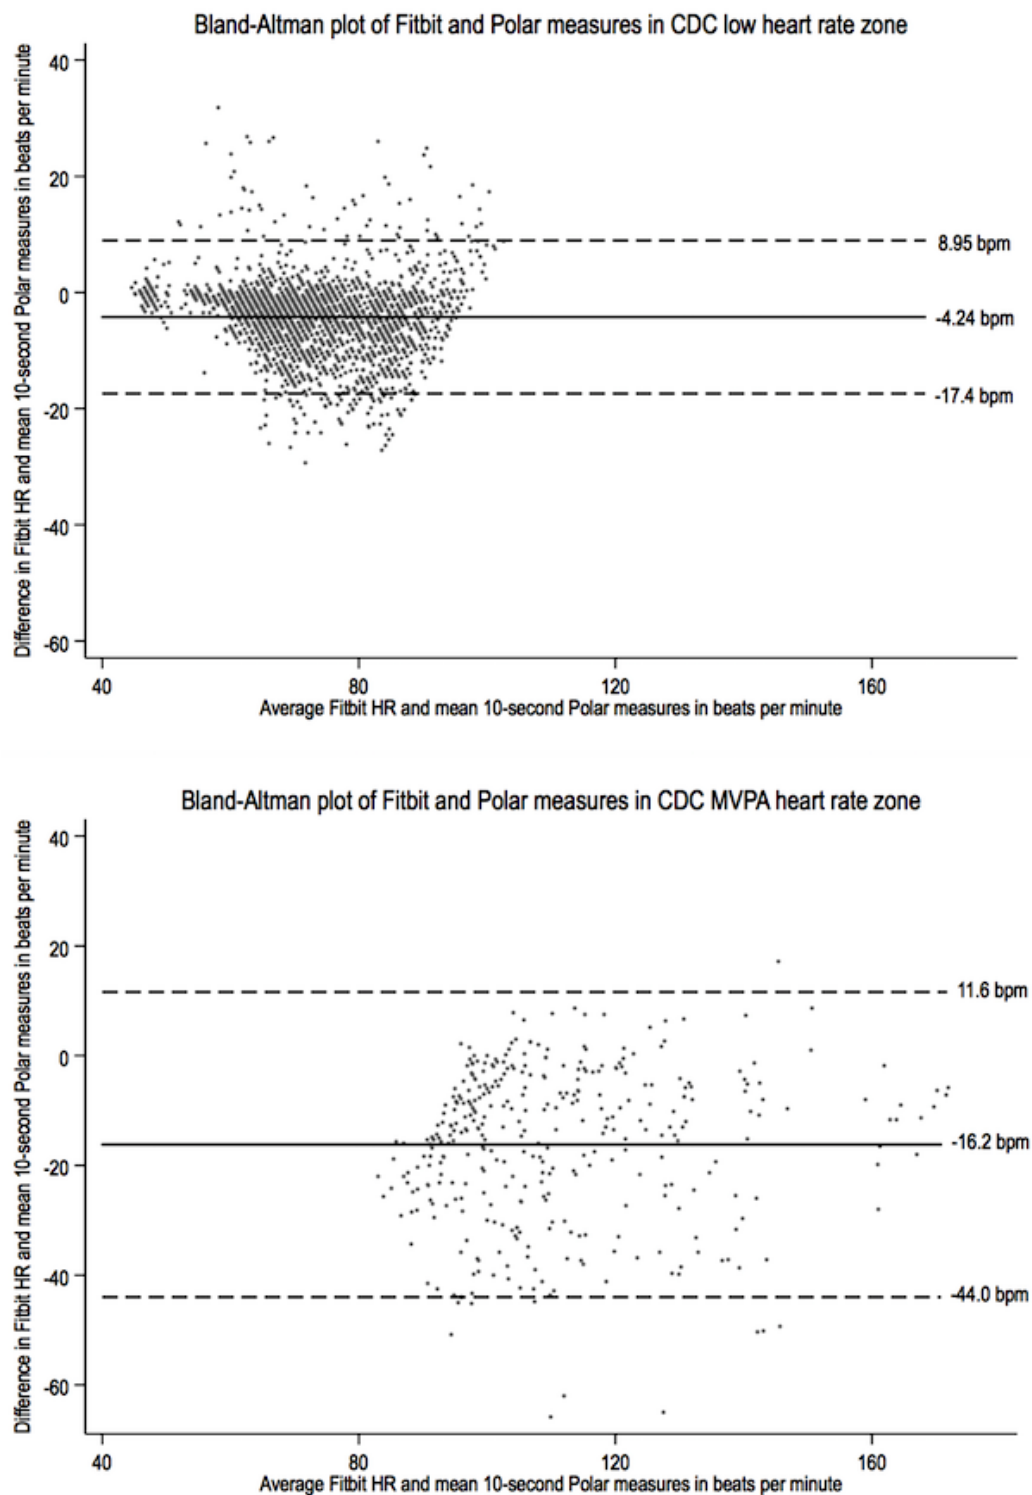 Bland-Altman plot of Fitbit and Polar measures in CDC low heart rate zone
Difference in Fitbit HR and mean 10-second Polar measures in beats per minute
40
20
0
-20
-40
-60
8.95 bpm
-4.24 bpm
-17.4 bpm
40
80
120
160
Average Fitbit HR and mean 10-second Polar measures in beats per minute
Bland-Altman plot of Fitbit and Polar measures in CDC MVPA heart rate zone
Difference in Fitbit HR and mean 10-second Polar measures in beats per minute
40
20
0
-20
-40
-60
11.6 bpm
-16.2 bpm
-44.0 bpm
40
80
120
160
Average Fitbit HR and mean 10-second Polar measures in beats per minute